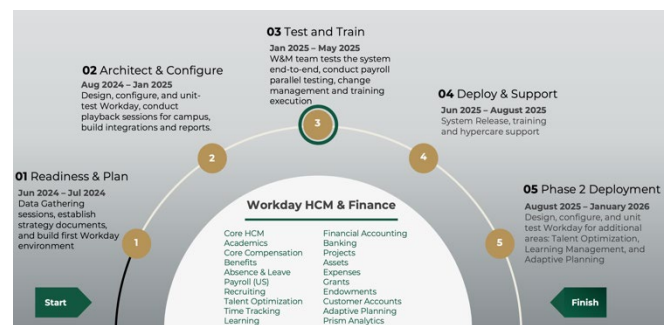 03 Test and Train
Jan 2025 – May 2025
W&M team tests the system
end-to-end, conduct payroll
parallel testing, change
management and training
execution
02 Architect & Configure
Aug 2024 – Jan 2025
Design, configure, and unit-
test Workday, conduct
playback sessions for campus,
build integrations and reports.
04 Deploy & Support
Jun 2025 – August 2025
System Release, training
and hypercare support
01 Readiness & Plan
Jun 2024 – Jul 2024
Data Gathering
sessions, establish
strategy documents,
and build first Workday
environment
05 Phase 2 Deployment
August 2025 – January 2026
Design, configure, and unit
test Workday for additional
areas: Talent Optimization,
Learning Management, and
Adaptive Planning
1
2
3
4
5
Workday HCM & Finance
Core HCM
Academics
Core Compensation
Benefits
Absence & Leave
Payroll (US)
Recruiting
Talent Optimization
Time Tracking
Learning
Financial Accounting
Banking
Projects
Assets
Expenses
Grants
Endowments
Customer Accounts
Adaptive Planning
Prism Analytics
Start
Finish